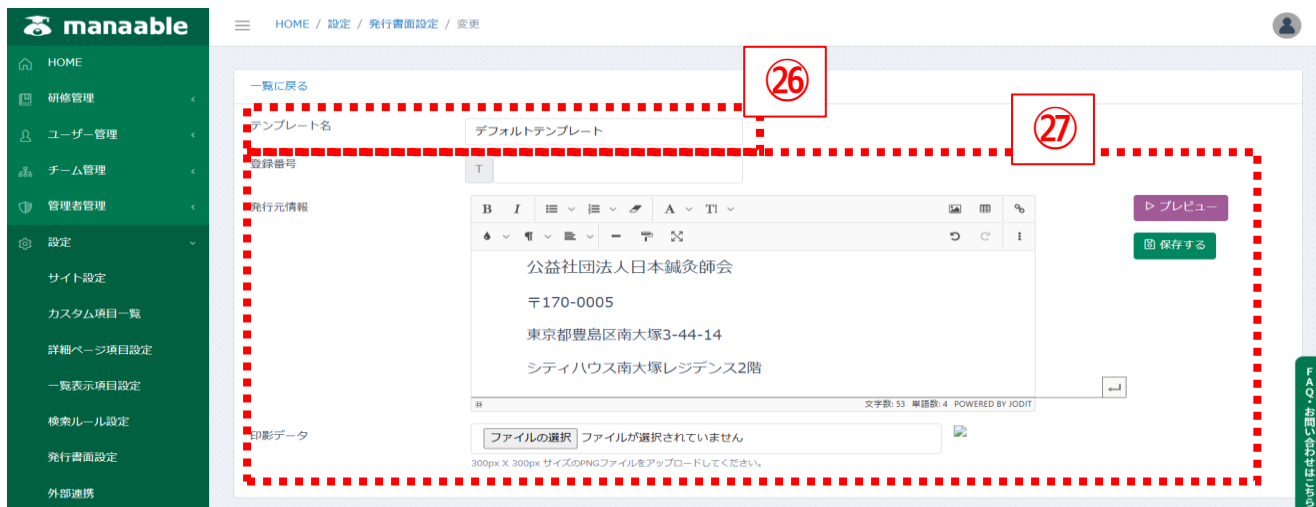 manaable
HOME / 設定 / 発行書面設定 / 変更
HOME
研修管理
ユーザー管理
チーム管理
管理者管理
設定
サイト設定
カスタム項目一覧
詳細ページ項目設定
一覧表示項目設定
検索ルール設定
発行書面設定
外部連携
一覧に戻る
㉖
テンプレート名
デフォルトテンプレート
㉗
登録番号
T
発行元情報
B I A TI
プレビュー
保存する
公益社団法人日本鍼灸師会
〒170-0005
東京都豊島区南大塚3-44-14
シティハウス南大塚レジデンス2階
文字数: 53 単語数: 4 POWERED BY JODIT
印影データ
ファイルの選択 ファイルが選択されていません
300px X 300px サイズのPNGファイルをアップロードしてください。
FAQ・お問い合わせはこちら